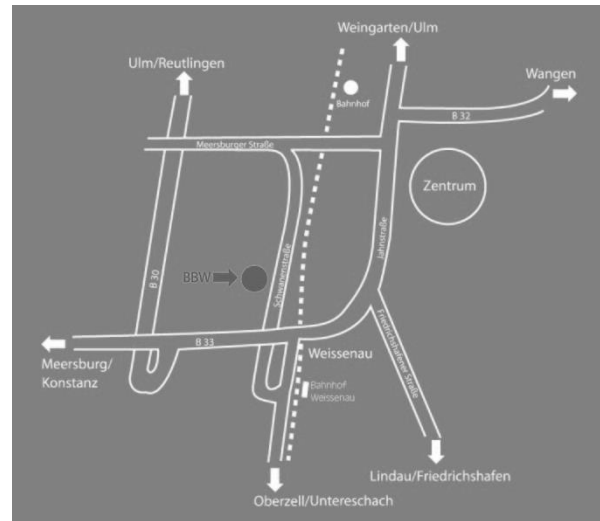 Weingarten/Ulm
Ulm/Reutlingen
Wangen
Bahnhof
B 32
Meersburger Straße
Zentrum
Jahnstraße
Schwanenstraße
BBW
B 30
B 33
Friedrichshafener Straße
Weissenau
Meersburg/
Konstanz
Bahnhof
Weissenau
Lindau/Friedrichshafen
Oberzell/Untereschach